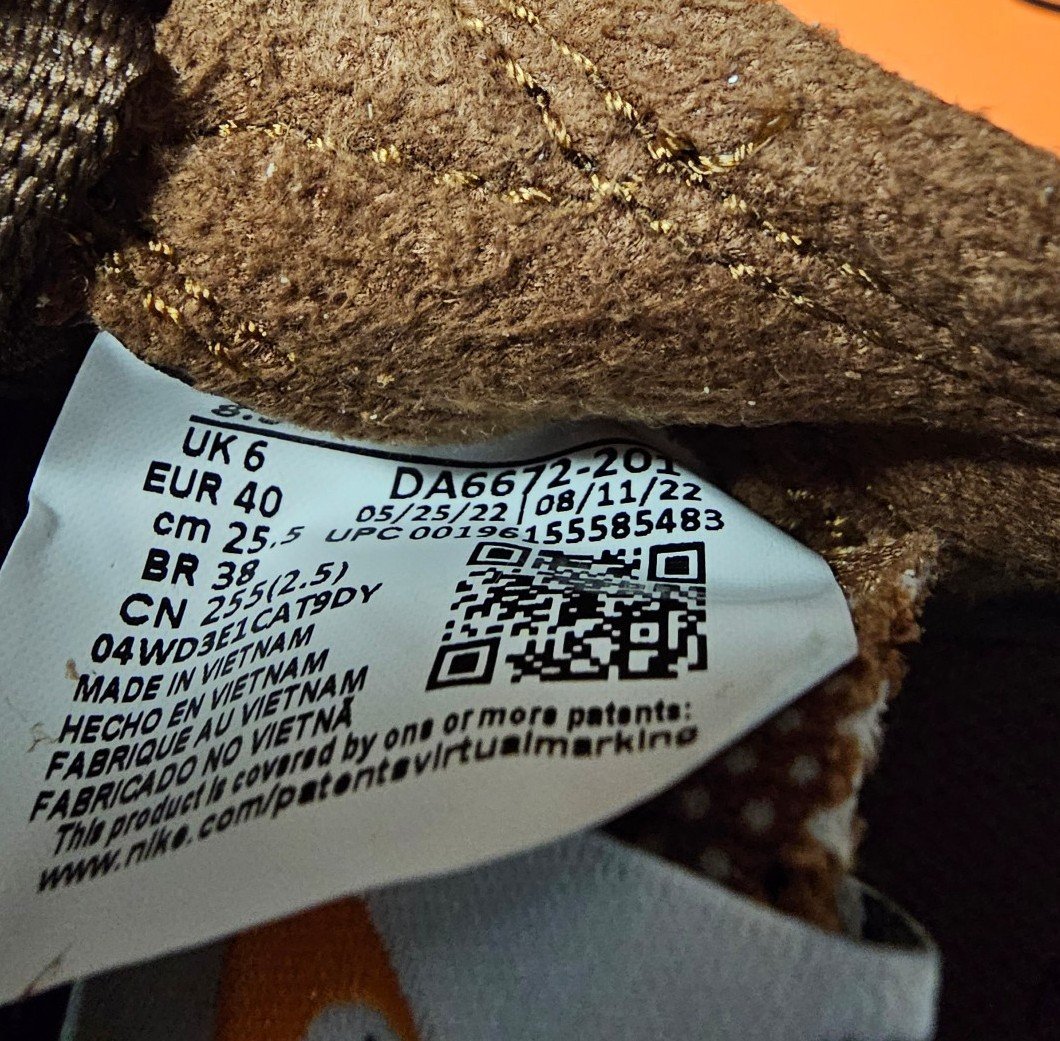 UK 6
EUR 40
cm 25.5
BR 38
CN 255(2.5)
04WD3E1CAT9DY
MADE IN VIETNAM
HECHO EN VIETNAM
FABRIQUE AU VIETNAM
FABRICADO NO VIETNÃ
This product is covered by one or more patents:
www.nike.com/patentsvirtualmarking
DA6672-201
05/25/22 08/11/22
UPC 00196155585483